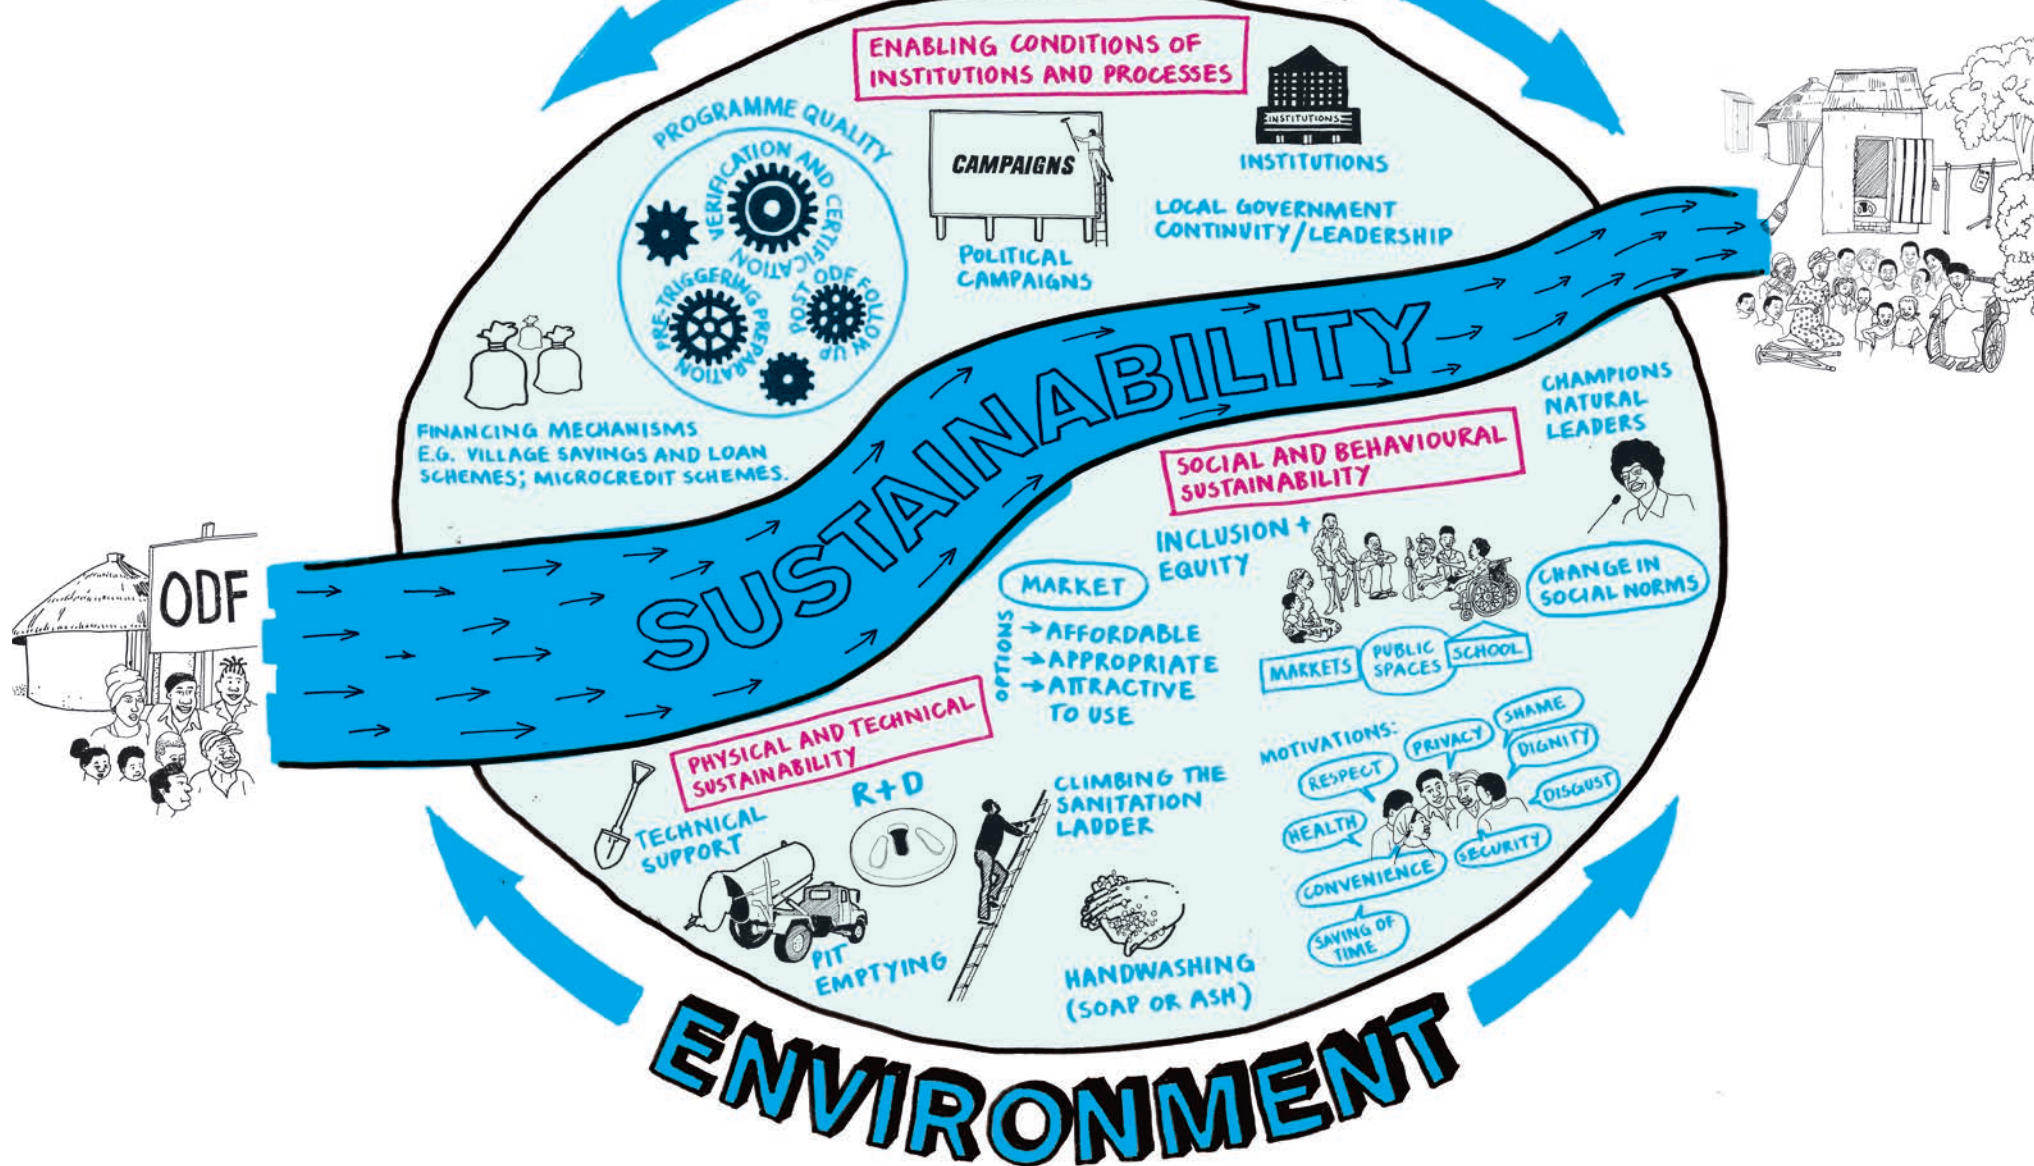 ENABLING CONDITIONS OF
INSTITUTIONS AND PROCESSES
PROGRAMME QUALITY
VERIFICATION AND CERTIFICATION
PRE-TRIGGERING PREPARATION
POST ODF FOLLOW UP
CAMPAIGNS
POLITICAL
CAMPAIGNS
INSTITUTIONS
INSTITUTIONS
LOCAL GOVERNMENT
CONTINUITY/LEADERSHIP
FINANCING MECHANISMS
E.G. VILLAGE SAVINGS AND LOAN
SCHEMES; MICROCREDIT SCHEMES.
ODF
SUSTAINABILITY
CHAMPIONS
NATURAL
LEADERS
SOCIAL AND BEHAVIOURAL
SUSTAINABILITY
INCLUSION +
EQUITY
CHANGE IN
SOCIAL NORMS
MARKETS
PUBLIC
SPACES
SCHOOL
MARKET
OPTIONS
→ AFFORDABLE
→ APPROPRIATE
→ ATTRACTIVE
TO USE
MOTIVATIONS:
RESPECT
PRIVACY
SHAME
DIGNITY
DISGUST
HEALTH
SECURITY
CONVENIENCE
SAVING OF
TIME
PHYSICAL AND TECHNICAL
SUSTAINABILITY
TECHNICAL
SUPPORT
R+D
PIT
EMPTYING
CLIMBING THE
SANITATION
LADDER
HANDWASHING
(SOAP OR ASH)
ENVIRONMENT